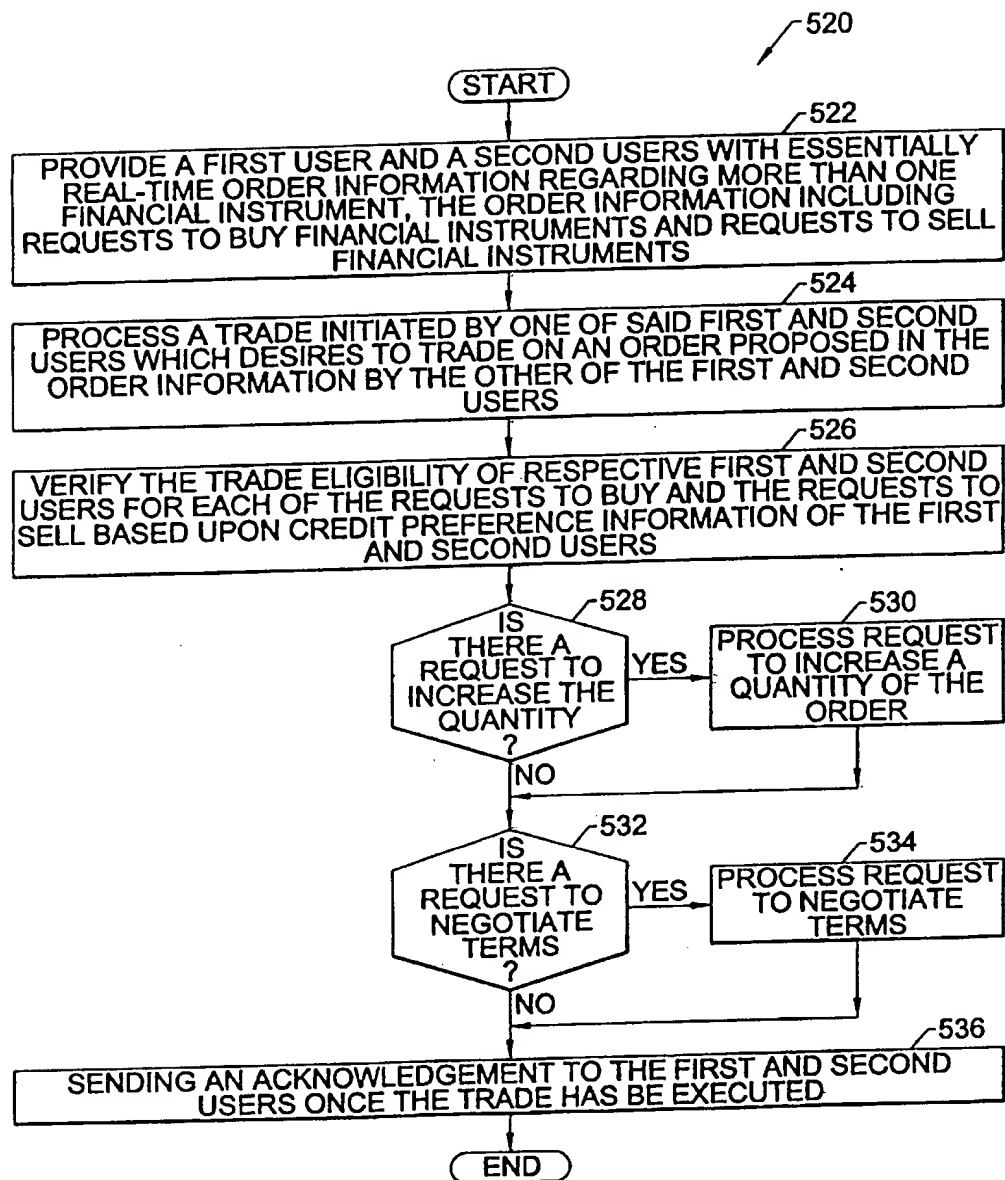 520
START
522
PROVIDE A FIRST USER AND A SECOND USERS WITH ESSENTIALLY
REAL-TIME ORDER INFORMATION REGARDING MORE THAN ONE
FINANCIAL INSTRUMENT, THE ORDER INFORMATION INCLUDING
REQUESTS TO BUY FINANCIAL INSTRUMENTS AND REQUESTS TO SELL
FINANCIAL INSTRUMENTS
524
PROCESS A TRADE INITIATED BY ONE OF SAID FIRST AND SECOND
USERS WHICH DESIRES TO TRADE ON AN ORDER PROPOSED IN THE
ORDER INFORMATION BY THE OTHER OF THE FIRST AND SECOND
USERS
526
VERIFY THE TRADE ELIGIBILITY OF RESPECTIVE FIRST AND SECOND
USERS FOR EACH OF THE REQUESTS TO BUY AND THE REQUESTS TO
SELL BASED UPON CREDIT PREFERENCE INFORMATION OF THE FIRST
AND SECOND USERS
528
IS
THERE A
REQUEST TO
INCREASE THE
QUANTITY
?
YES
530
PROCESS REQUEST
TO INCREASE A
QUANTITY OF THE
ORDER
NO
532
IS
THERE A
REQUEST TO
NEGOTIATE
TERMS
?
YES
534
PROCESS REQUEST
TO NEGOTIATE
TERMS
NO
536
SENDING AN ACKNOWLEDGEMENT TO THE FIRST AND SECOND
USERS ONCE THE TRADE HAS BE EXECUTED
END